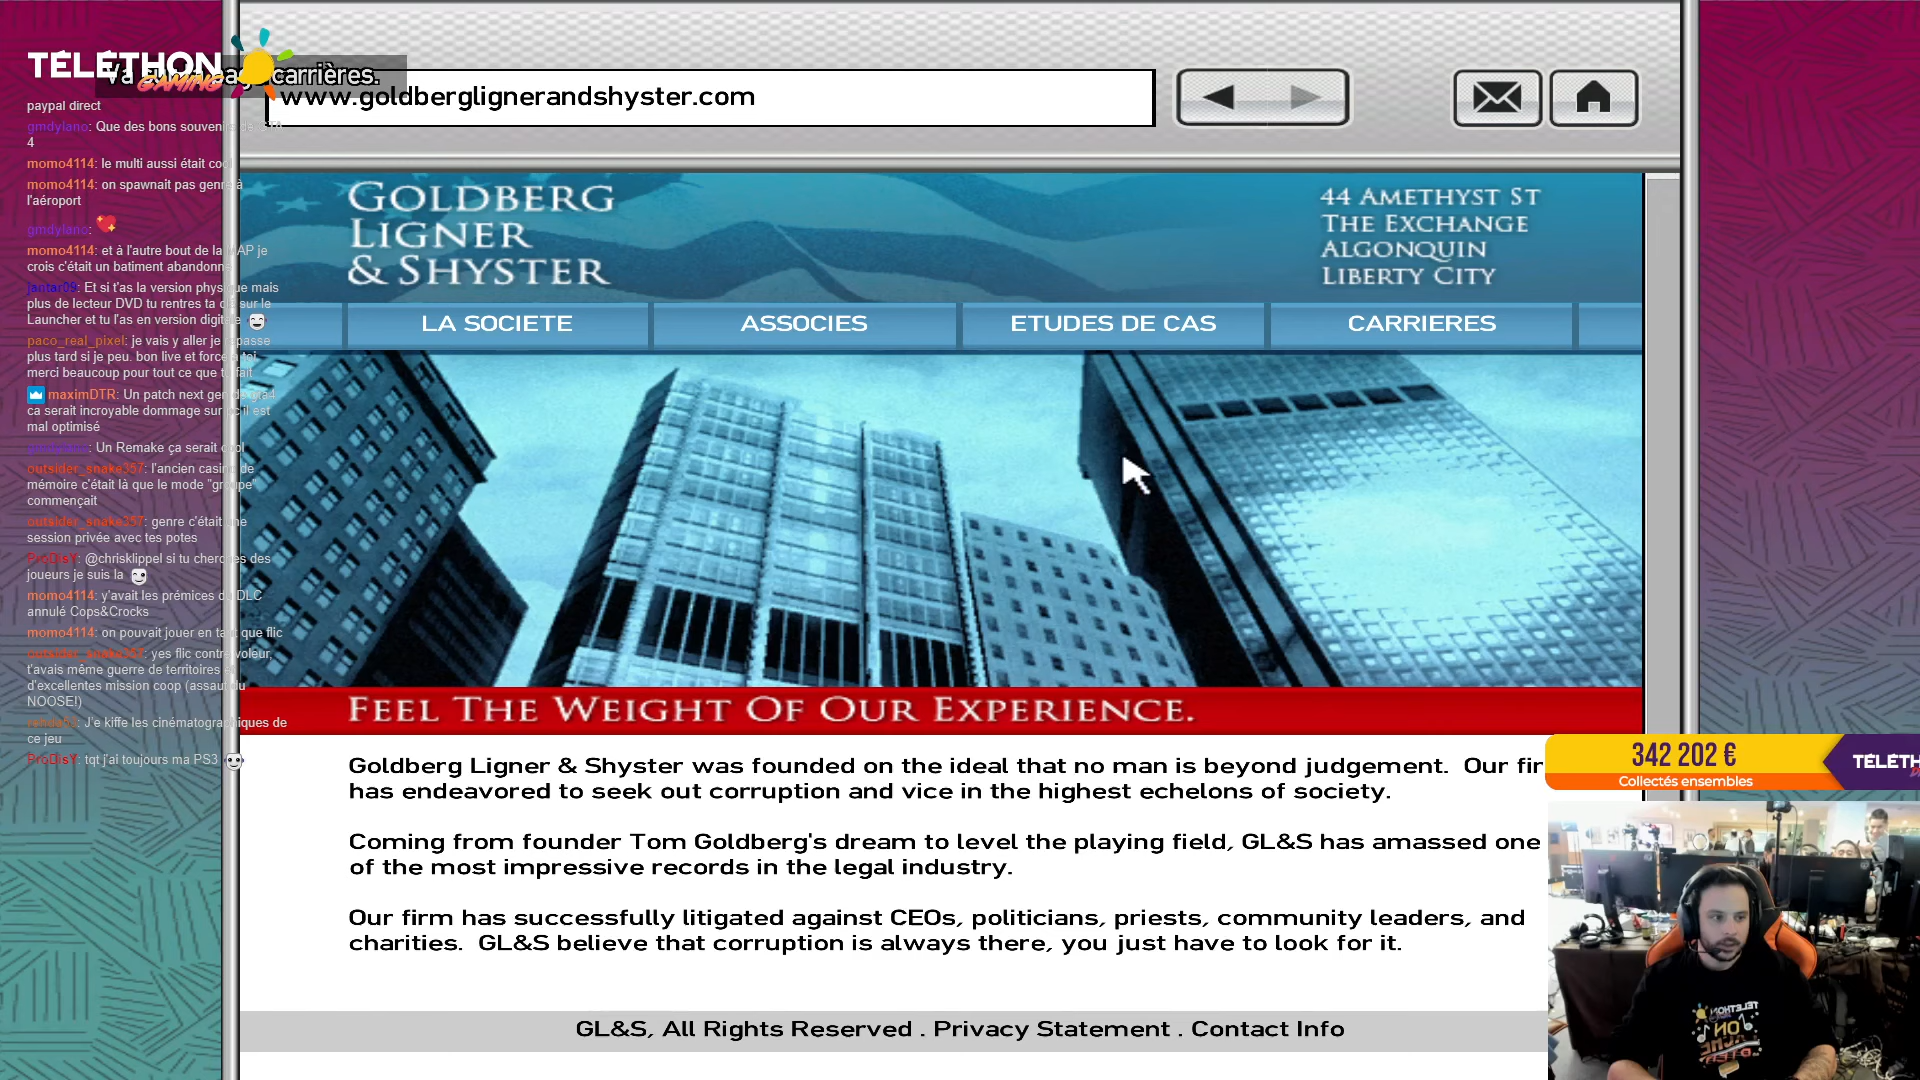 TÉLÉTHON
GAMING
carrières.
www.goldberglignerandshyster.com
paypal direct
gmdylano: Que des bons souvenirs
4
momo4114: le multi aussi était cool
momo4114: on spawnait pas genre à
l'aéroport
gmdylano:
momo4114: et à l'autre bout de la MAP je
crois c'était un batiment abandonné
jantar09: Et si t'as la version physique mais
plus de lecteur DVD tu rentres ta clé sur le
Launcher et tu l'as en version digitale
paco_real_pixel: je vais y aller je repasse
plus tard si je peu. bon live et force à toi
merci beaucoup pour tout ce que tu fait
maximDTR: Un patch next gen de gta4
ca serait incroyable dommage sur pc il est
mal optimisé
: Un Remake ça serait cool
outsider_snake357: l'ancien casino de
mémoire c'était là que le mode "groupe"
commençait
outsider_snake357: genre c'était une
session privée avec tes potes
ProDisY: @chrisklippel si tu cherches des
joueurs je suis la
momo4114: y'avait les prémices du DLC
annulé Cops&Crocks
momo4114: on pouvait jouer en tant que flic
outsider_snake357: yes flic contre voleur,
t'avais même guerre de territoires
d'excellentes mission coop (assaut du
NOOSE!)
: J'e kiffe les cinématographiques de
ce jeu
ProDisY: tqt j'ai toujours ma PS3
GOLDBERG
LIGNER
& SHYSTER
44 AMETHYST ST
THE EXCHANGE
ALGONQUIN
LIBERTY CITY
LA SOCIETE
ASSOCIES
ETUDES DE CAS
CARRIERES
FEEL THE WEIGHT OF OUR EXPERIENCE.
Goldberg Ligner & Shyster was founded on the ideal that no man is beyond judgement. Our fir
has endeavored to seek out corruption and vice in the highest echelons of society.
Coming from founder Tom Goldberg's dream to level the playing field, GL&S has amassed one
of the most impressive records in the legal industry.
Our firm has successfully litigated against CEOs, politicians, priests, community leaders, and
charities. GL&S believe that corruption is always there, you just have to look for it.
GL&S, All Rights Reserved . Privacy Statement . Contact Info
342 202 €
Collectés ensembles
TÉLÉTH